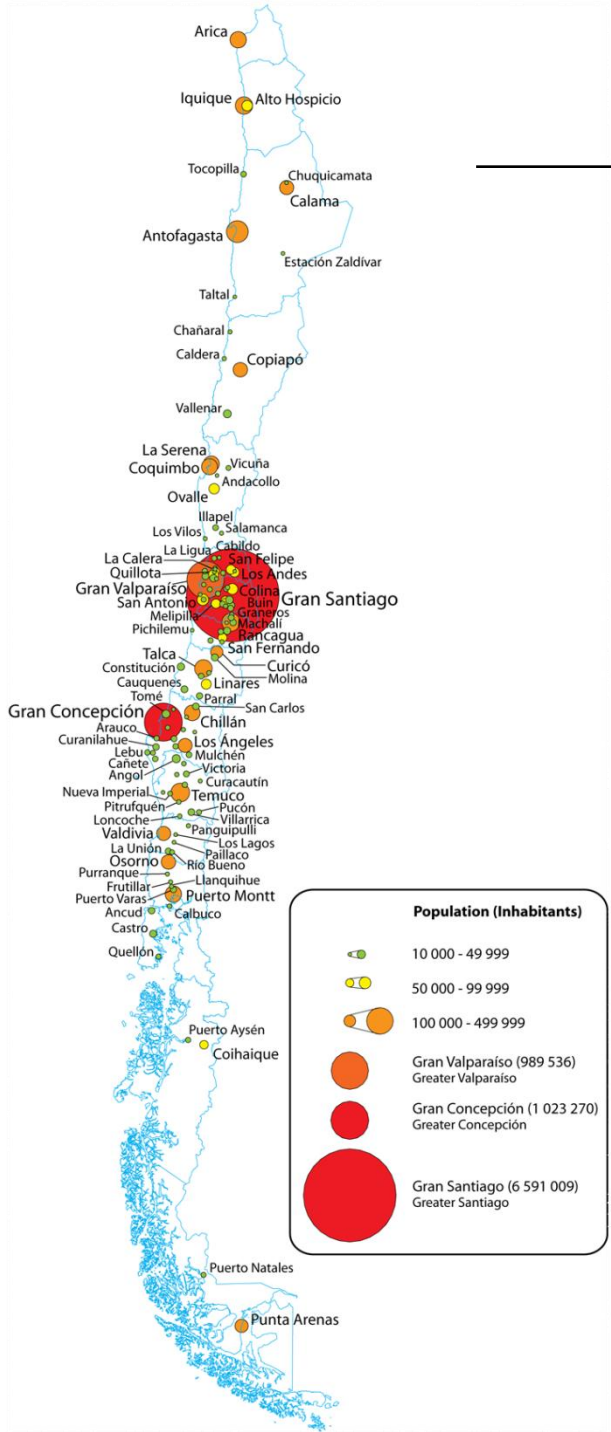 Arica
Iquique
Alto Hospicio
Tocopilla
Chuquicamata
Calama
Antofagasta
Estación Zaldívar
Taltal
Chañaral
Caldera
Copiapó
Vallenar
La Serena
Coquimbo
Vicuña
Andacollo
Ovalle
Illapel
Salamanca
Los Vilos
La Ligua
Cabildo
La Calera
San Felipe
Quillota
Los Andes
Gran Valparaíso
Colina
San Antonio
Buin
Gran Santiago
Melipilla
Graneros
Machalí
Pichilemu
Rancagua
San Fernando
Talca
Curicó
Constitución
Molina
Cauquenes
Linares
Tomé
Parral
San Carlos
Gran Concepción
Chillán
Arauco
Curanilahue
Los Ángeles
Lebu
Mulchén
Cañete
Angol
Victoria
Curacautín
Nueva Imperial
Temuco
Pitrufquén
Pucón
Loncoche
Villarrica
Panguipulli
Valdivia
Los Lagos
La Unión
Paillaco
Osorno
Río Bueno
Purranque
Llanquihue
Frutillar
Puerto Varas
Puerto Montt
Ancud
Calbuco
Castro
Quellón
Puerto Aysén
Coihaique
Puerto Natales
Punta Arenas
Population (Inhabitants)
10 000 - 49 999
50 000 - 99 999
100 000 - 499 999
Gran Valparaíso (989 536)
Greater Valparaíso
Gran Concepción (1 023 270)
Greater Concepción
Gran Santiago (6 591 009)
Greater Santiago